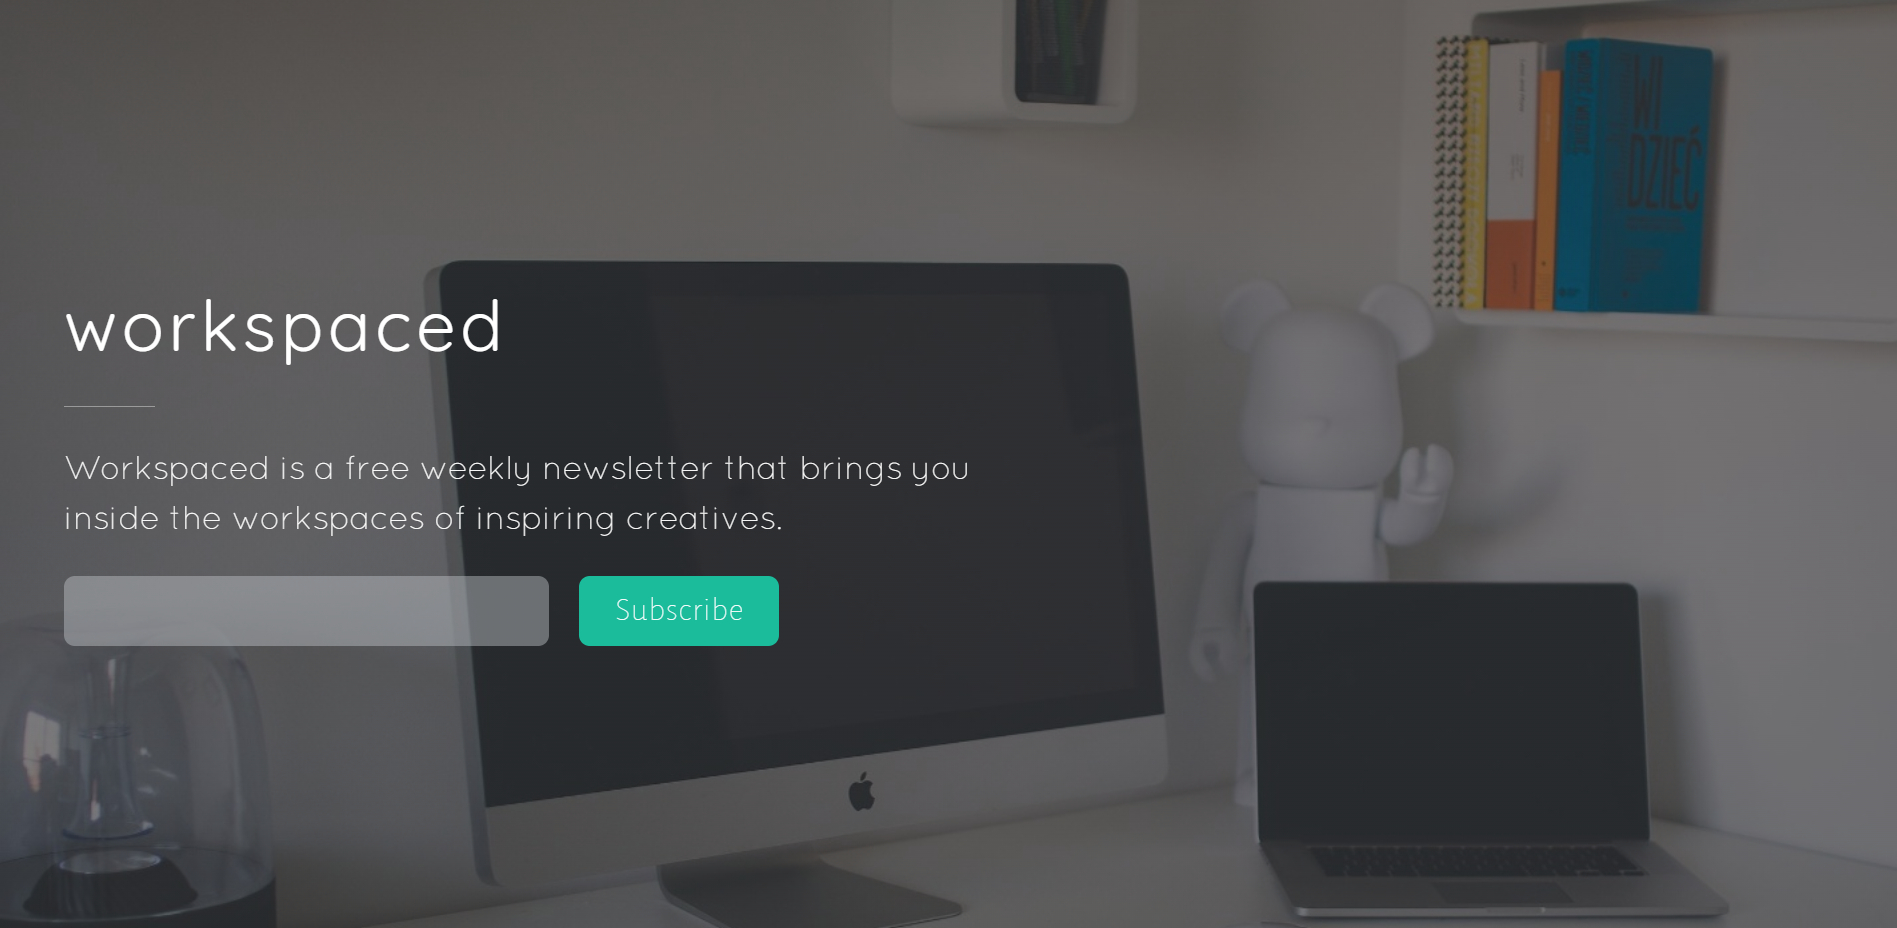 workspaced
Workspaced is a free weekly newsletter that brings you
inside the workspaces of inspiring creatives.
Subscribe
WI
DZIEĆ